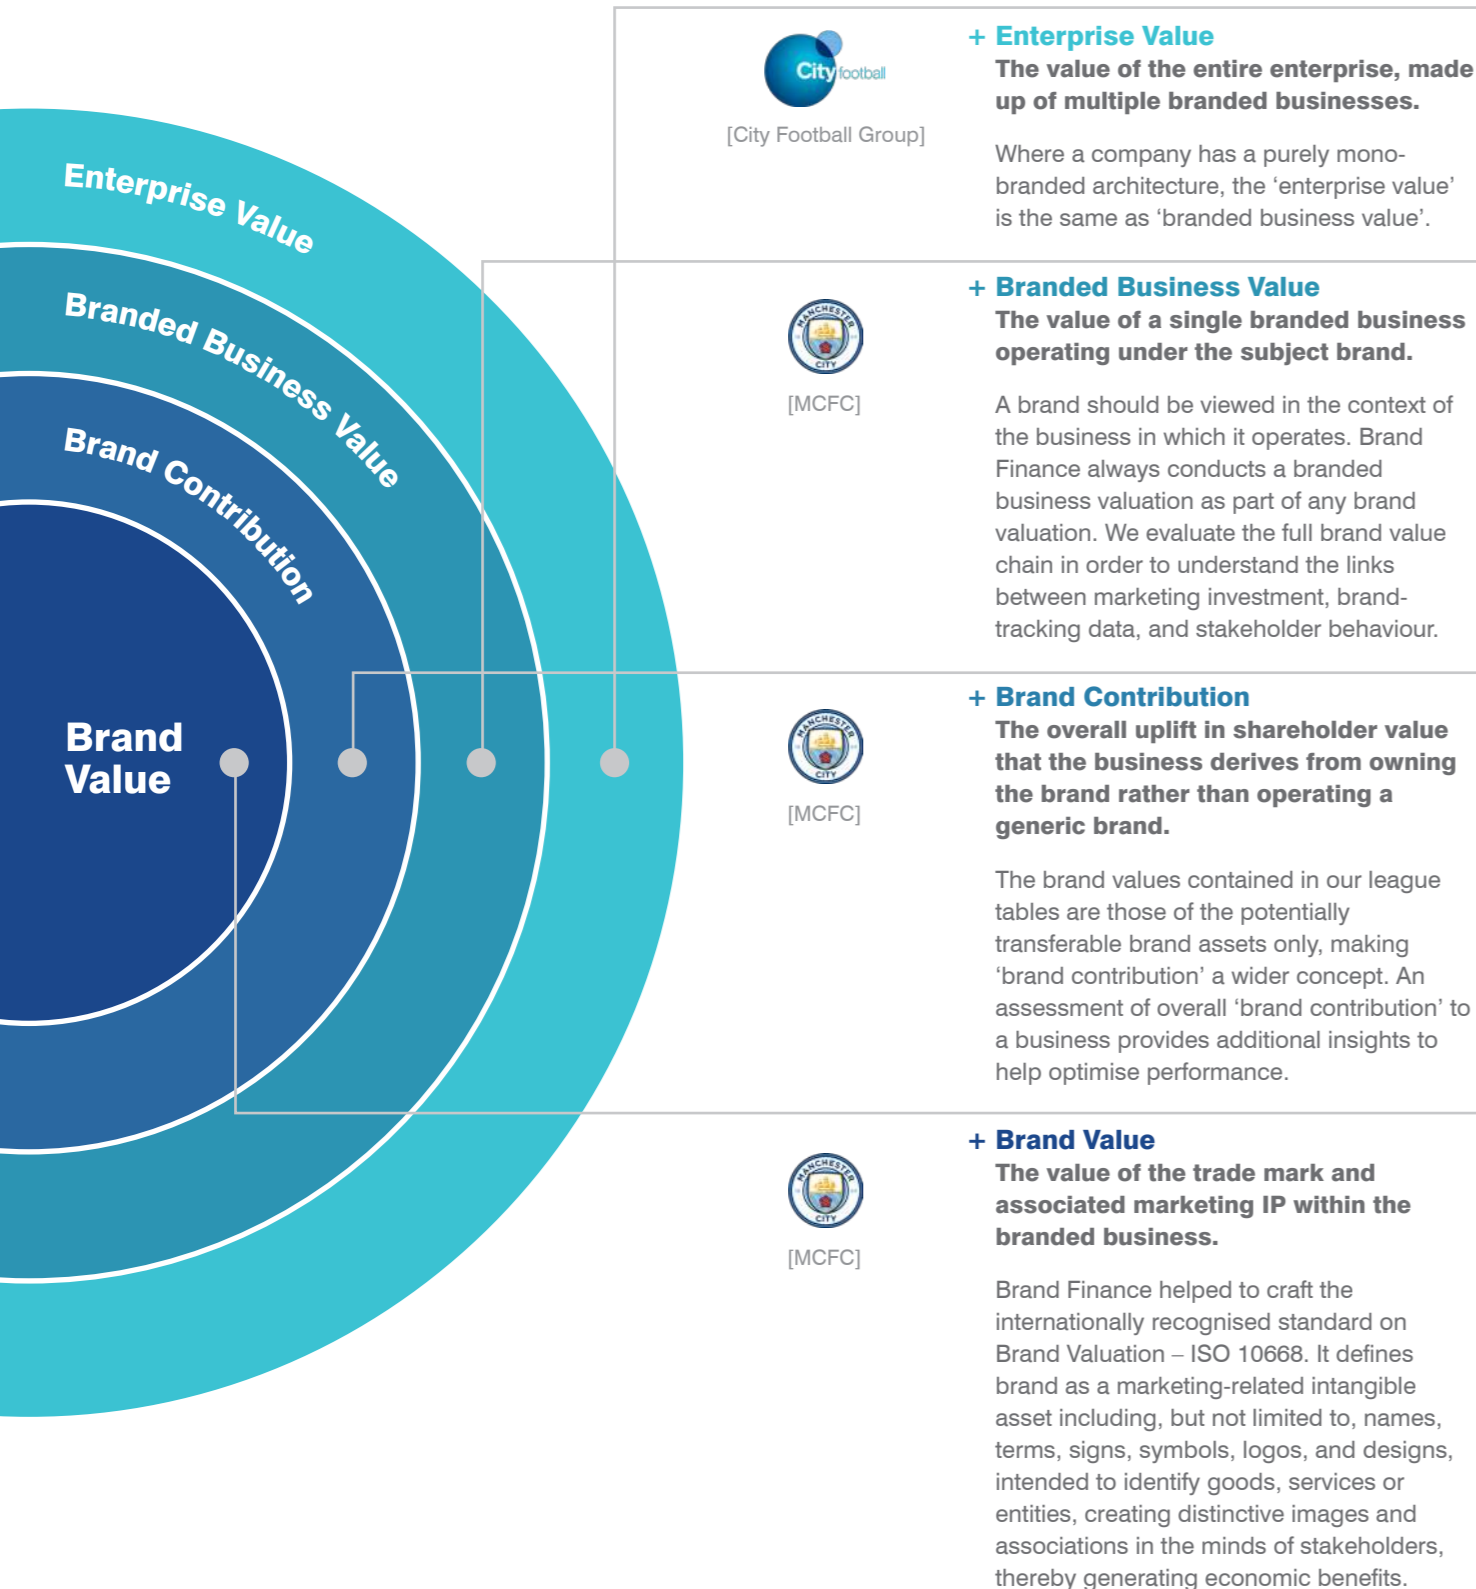 Enterprise Value
Branded Business Value
Brand Contribution
Brand
Value
City football
[City Football Group]
+ Enterprise Value
The value of the entire enterprise, made
up of multiple branded businesses.
Where a company has a purely mono-
branded architecture, the ‘enterprise value’
is the same as ‘branded business value’.
MANCHESTER
CITY
[MCFC]
+ Branded Business Value
The value of a single branded business
operating under the subject brand.
A brand should be viewed in the context of
the business in which it operates. Brand
Finance always conducts a branded
business valuation as part of any brand
valuation. We evaluate the full brand value
chain in order to understand the links
between marketing investment, brand-
tracking data, and stakeholder behaviour.
MANCHESTER
CITY
[MCFC]
+ Brand Contribution
The overall uplift in shareholder value
that the business derives from owning
the brand rather than operating a
generic brand.
The brand values contained in our league
tables are those of the potentially
transferable brand assets only, making
‘brand contribution’ a wider concept. An
assessment of overall ‘brand contribution’ to
a business provides additional insights to
help optimise performance.
MANCHESTER
CITY
[MCFC]
+ Brand Value
The value of the trade mark and
associated marketing IP within the
branded business.
Brand Finance helped to craft the
internationally recognised standard on
Brand Valuation – ISO 10668. It defines
brand as a marketing-related intangible
asset including, but not limited to, names,
terms, signs, symbols, logos, and designs,
intended to identify goods, services or
entities, creating distinctive images and
associations in the minds of stakeholders,
thereby generating economic benefits.